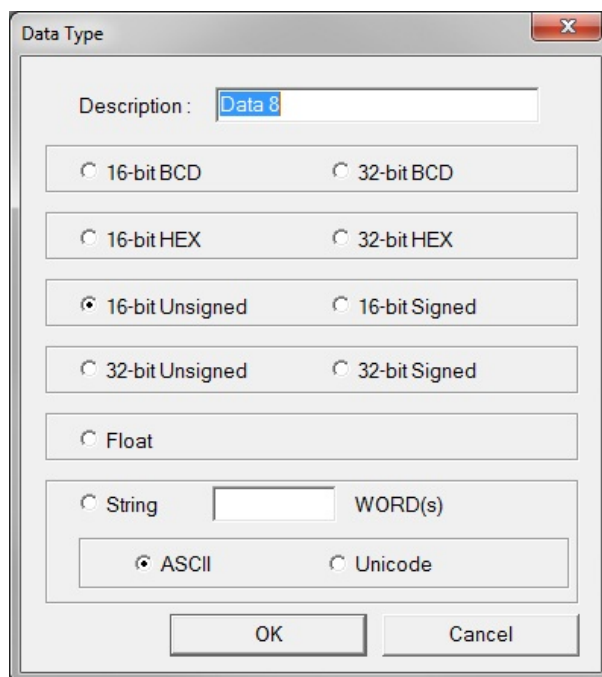 Data Type
Description : Data 8
16-bit BCD 32-bit BCD
16-bit HEX 32-bit HEX
16-bit Unsigned 16-bit Signed
32-bit Unsigned 32-bit Signed
Float
String WORD(s)
ASCII Unicode
OK Cancel